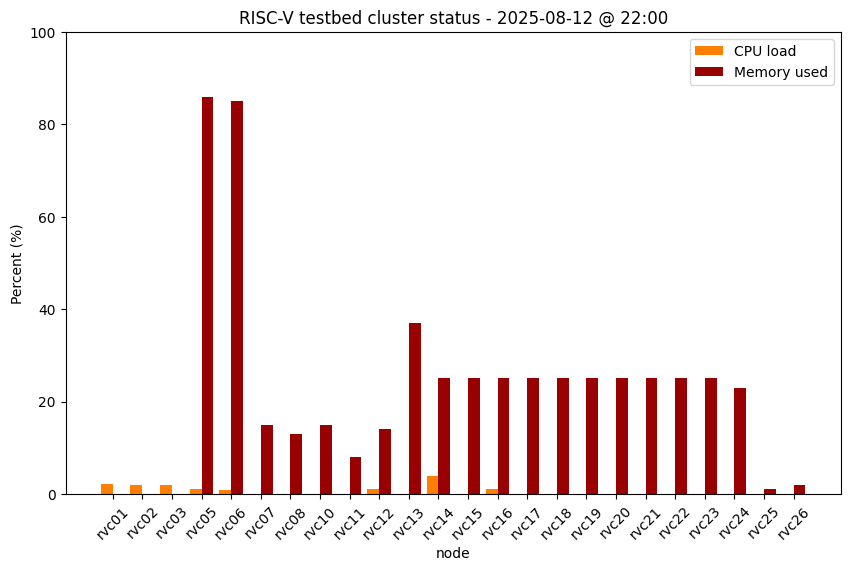 RISC-V testbed cluster status - 2025-08-12 @ 22:00
CPU load
Memory used
Percent (%)
100
80
60
40
20
0
rvc01
rvc02
rvc03
rvc05
rvc06
rvc07
rvc08
rvc10
rvc11
rvc12
rvc13
rvc14
rvc15
rvc16
rvc17
rvc18
rvc19
rvc20
rvc21
rvc22
rvc23
rvc24
rvc25
rvc26
node